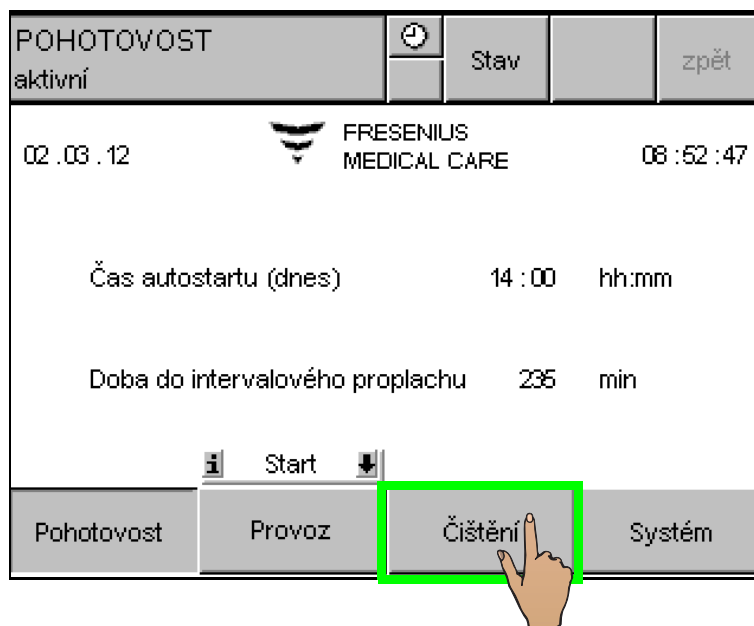 POHOTOVOST
aktivní
Stav
zpět
02.03.12
FRESENIUS
MEDICAL CARE
08:52:47
Čas autostartu (dnes) 14:00 hh:mm
Doba do intervalového proplachu 235 min
i Start
Pohotovost Provoz Čištění Systém